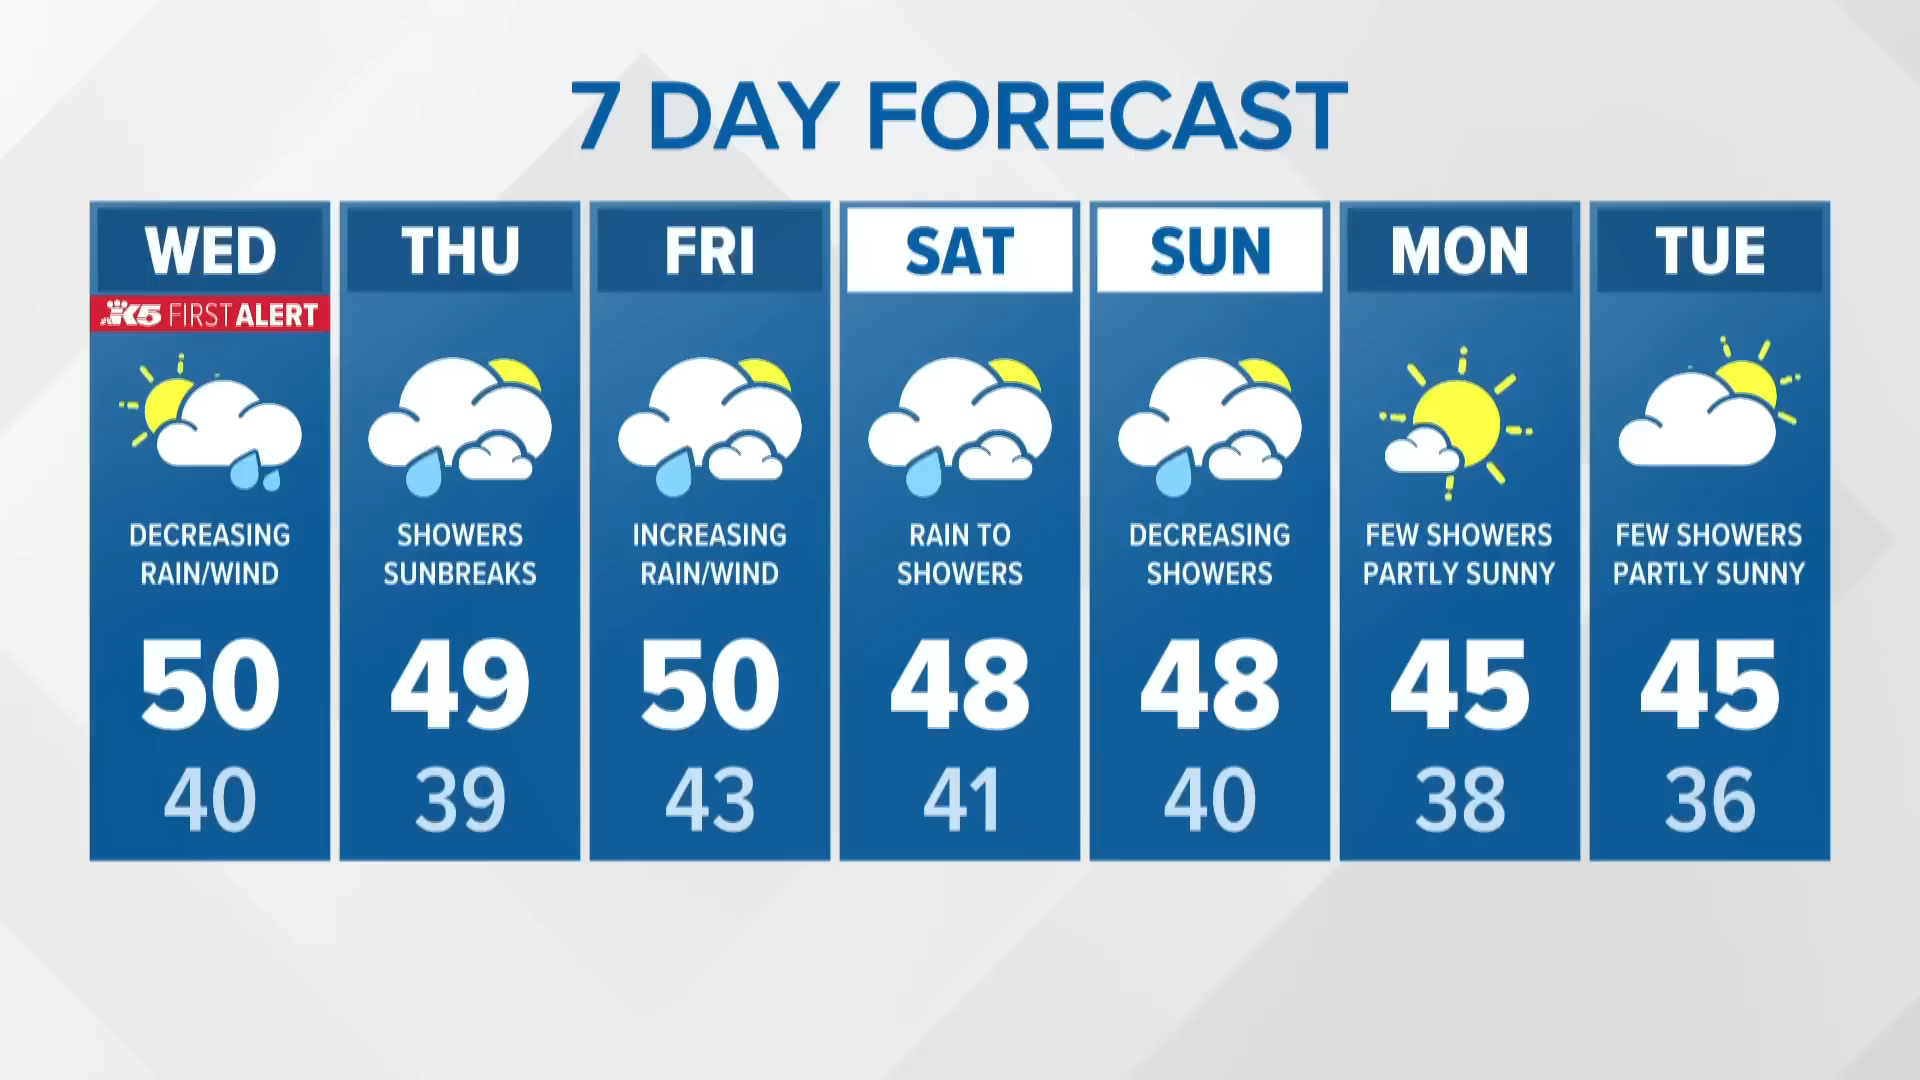 7 DAY FORECAST
WED
K5 FIRST ALERT
DECREASING
RAIN/WIND
50
40
THU
SHOWERS
SUNBREAKS
49
39
FRI
INCREASING
RAIN/WIND
50
43
SAT
RAIN TO
SHOWERS
48
41
SUN
DECREASING
SHOWERS
48
40
MON
FEW SHOWERS
PARTLY SUNNY
45
38
TUE
FEW SHOWERS
PARTLY SUNNY
45
36